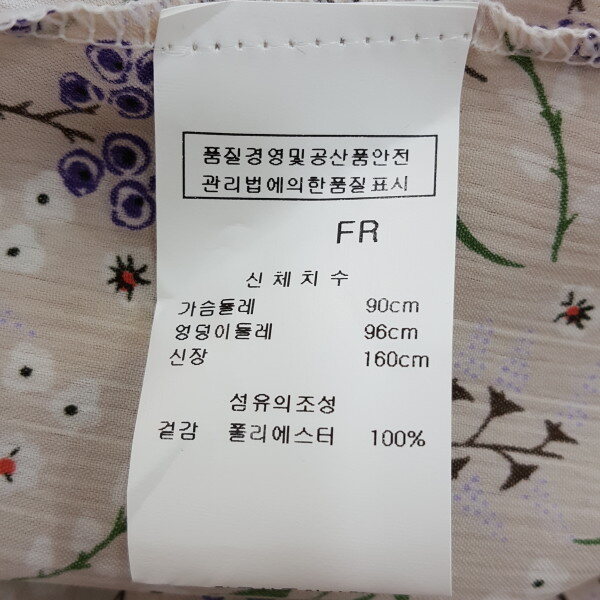 품질경영및공산품안전
관리법에의한품질표시
FR
신체치수
가슴둘레 90cm
엉덩이둘레 96cm
신장 160cm
섬유의조성
겉감 폴리에스터 100%